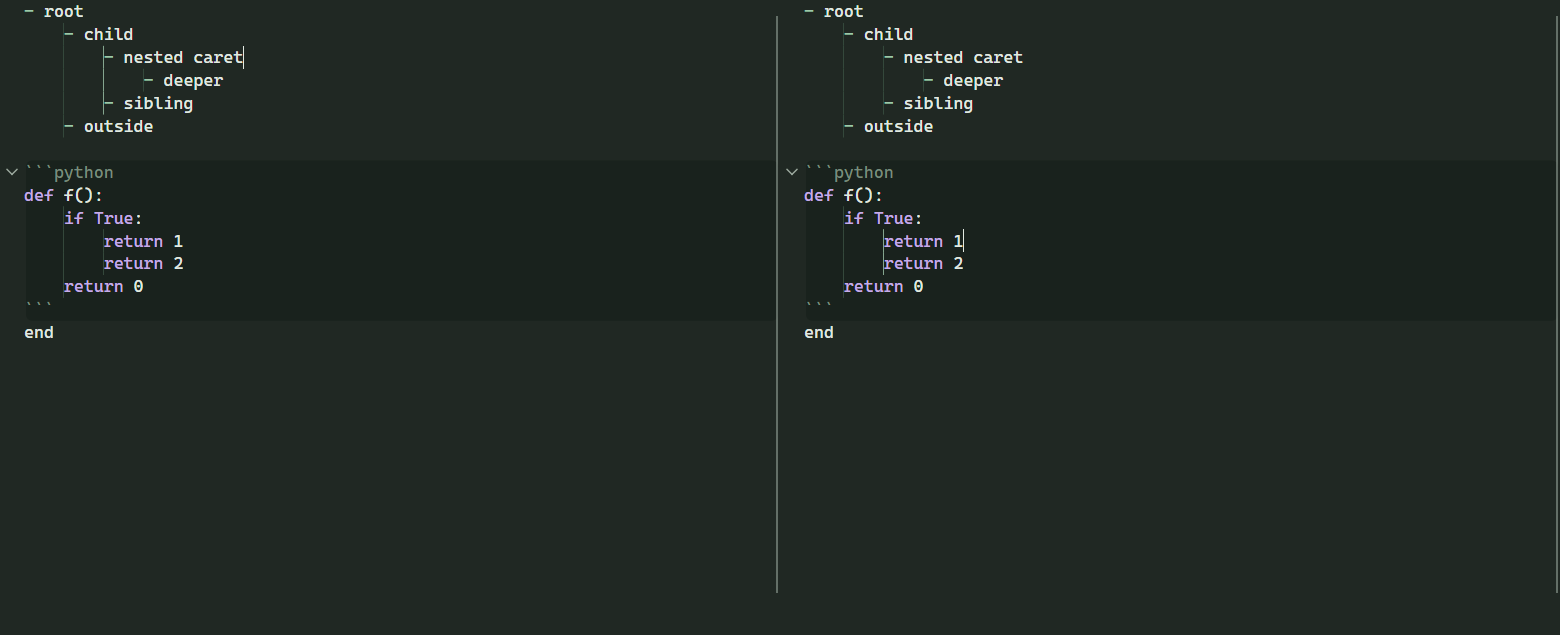 - root
    - child
        - nested caret
            - deeper
        - sibling
    - outside

```python
def f():
    if True:
        return 1
        return 2
    return 0
```
end

- root
    - child
        - nested caret
            - deeper
        - sibling
    - outside

```python
def f():
    if True:
        return 1
        return 2
    return 0
```
end